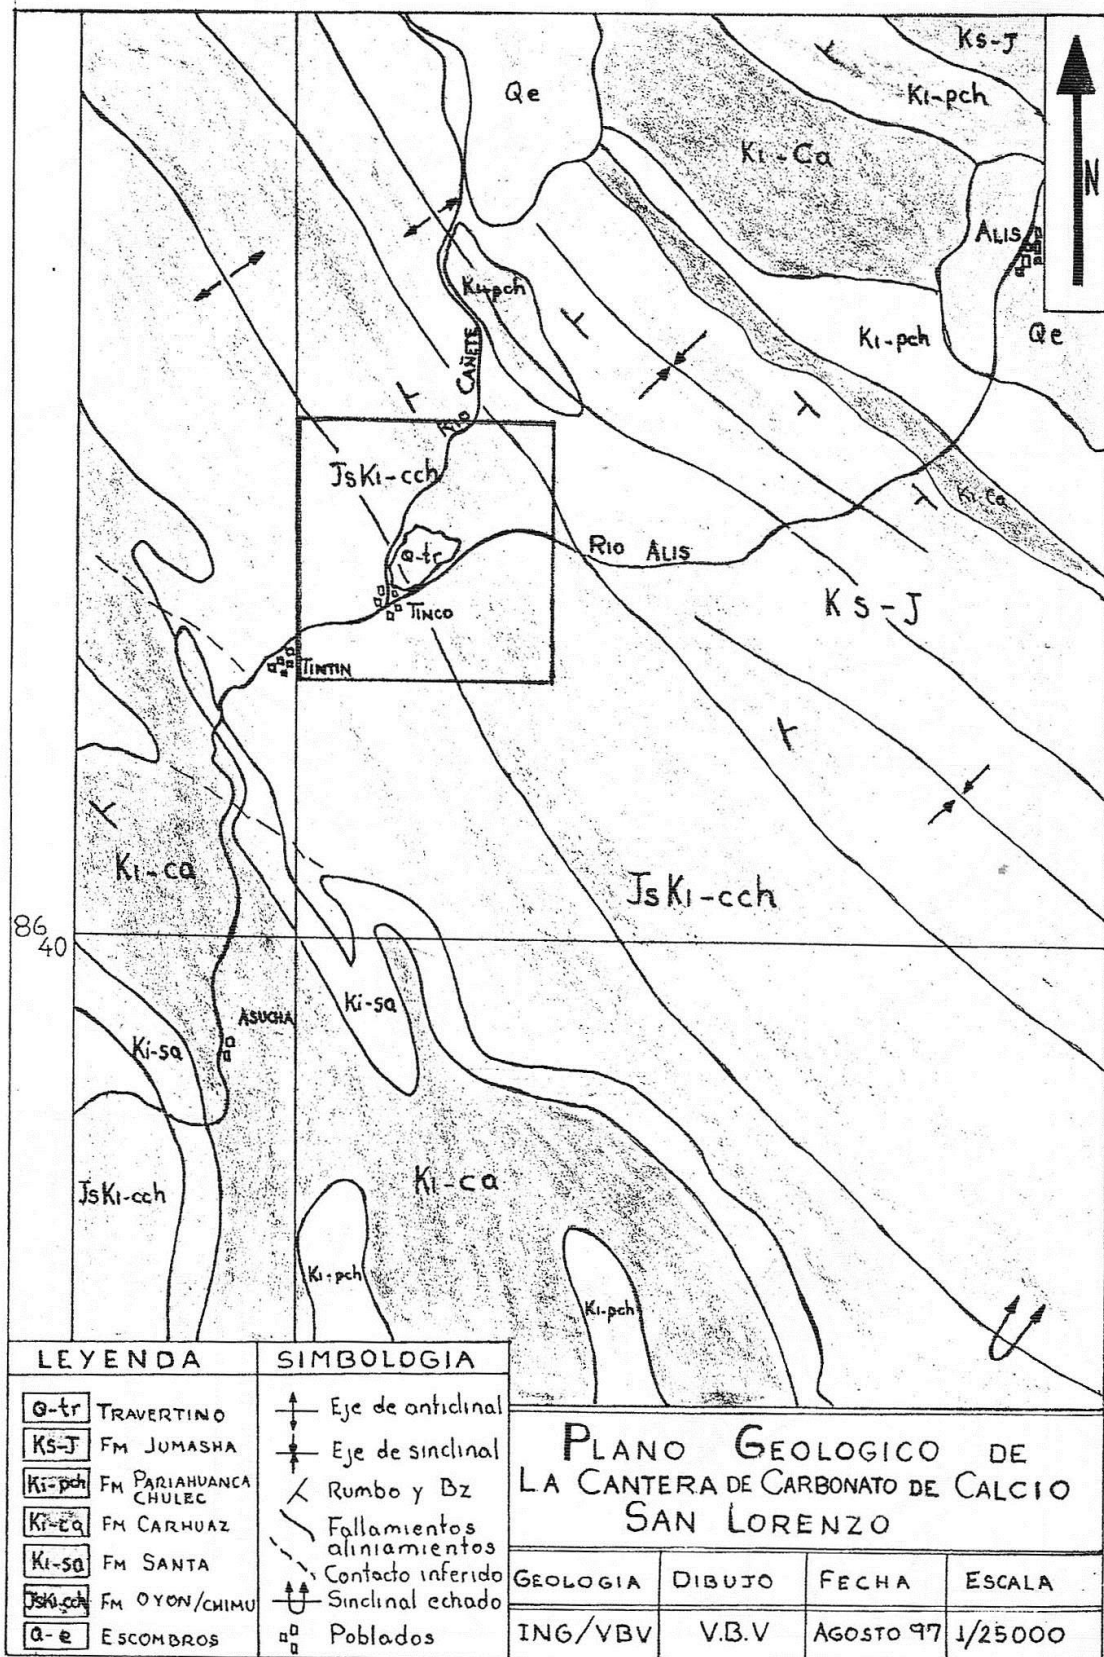 Ks-J
Qe
Ki-pch
Ki-Ca
N
ALIS
Ki-pch
Ki-pch
Qe
RIO CAÑETE
JsKi-cch
Ki-Ca
Q-tr
RIO ALIS
TINCO
Ks-J
TINTIN
Ki-ca
JsKi-cch
86
40
Ki-sa
ASUCHA
Ki-sa
Ki-ca
JsKi-cch
Ki-pch
Ki-pch
LEYENDA
Q-tr TRAVERTINO
Ks-J FM JUMASHA
Ki-pch FM PARIAHUANCA
CHULEC
Ki-ca FM CARHUAZ
Ki-sa FM SANTA
JsKi-cch FM OYON/CHIMU
Q-e ESCOMBROS
SIMBOLOGIA
Eje de anticlinal
Eje de sinclinal
Rumbo y Bz
Fallamientos
aliniamientos
Contacto inferido
Sinclinal echado
Poblados
PLANO GEOLOGICO DE
LA CANTERA DE CARBONATO DE CALCIO
SAN LORENZO
GEOLOGIA DIBUJO FECHA ESCALA
ING/VBV V.B.V AGOSTO 97 1/25000